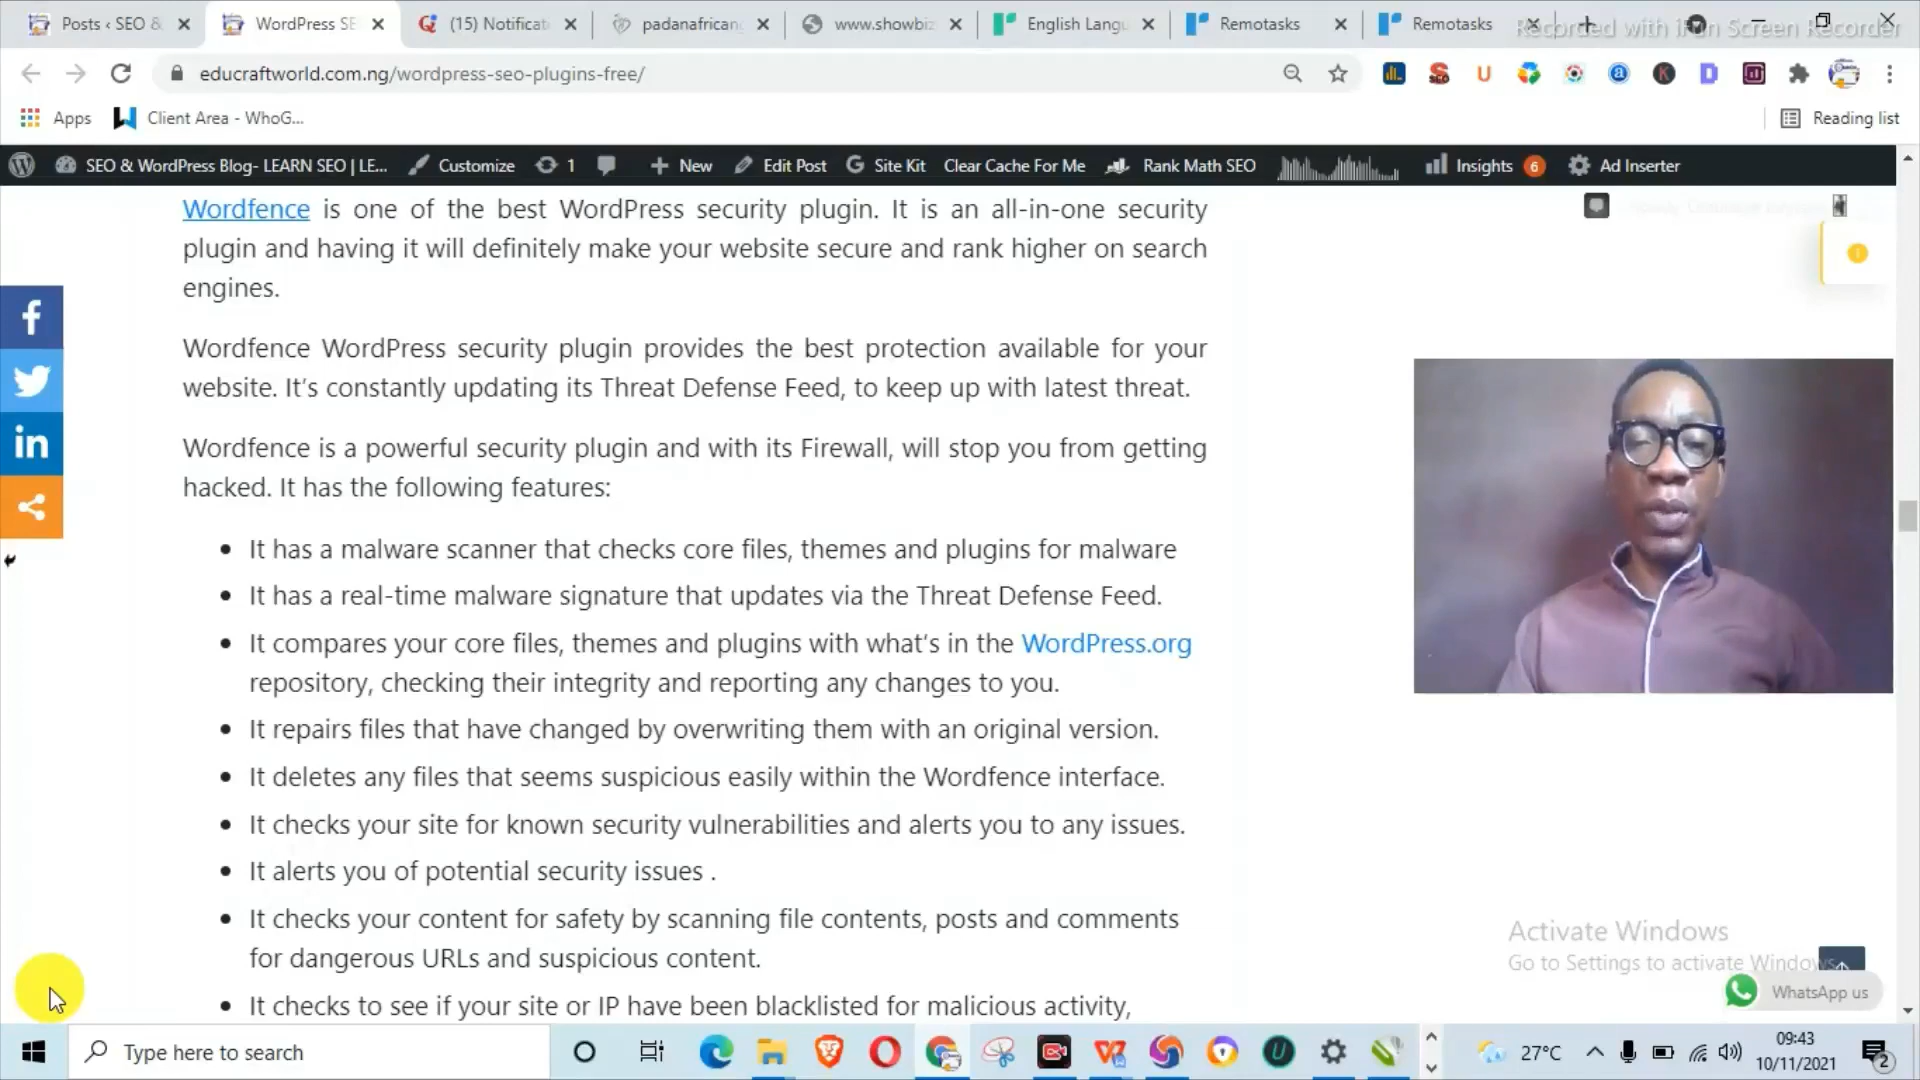 Posts ‹ SEO &
WordPress SE
(15) Notificat
padanafrican
www.showbiz
English Langu
Remotasks
Remotasks
Recorded with iFun Screen Recorder
educraftworld.com.ng/wordpress-seo-plugins-free/
Apps
Client Area - WhoG...
Reading list
SEO & WordPress Blog- LEARN SEO | LE...
Customize
1
New
Edit Post
Site Kit
Clear Cache For Me
Rank Math SEO
Insights 6
Ad Inserter
Wordfence is one of the best WordPress security plugin. It is an all-in-one security
plugin and having it will definitely make your website secure and rank higher on search
engines.
Wordfence WordPress security plugin provides the best protection available for your
website. It's constantly updating its Threat Defense Feed, to keep up with latest threat.
Wordfence is a powerful security plugin and with its Firewall, will stop you from getting
hacked. It has the following features:
It has a malware scanner that checks core files, themes and plugins for malware
It has a real-time malware signature that updates via the Threat Defense Feed.
It compares your core files, themes and plugins with what's in the WordPress.org
repository, checking their integrity and reporting any changes to you.
It repairs files that have changed by overwriting them with an original version.
It deletes any files that seems suspicious easily within the Wordfence interface.
It checks your site for known security vulnerabilities and alerts you to any issues.
It alerts you of potential security issues .
It checks your content for safety by scanning file contents, posts and comments
for dangerous URLs and suspicious content.
It checks to see if your site or IP have been blacklisted for malicious activity,
Activate Windows
Go to Settings to activate Windows.
WhatsApp us
Type here to search
27°C
09:43
10/11/2021
2